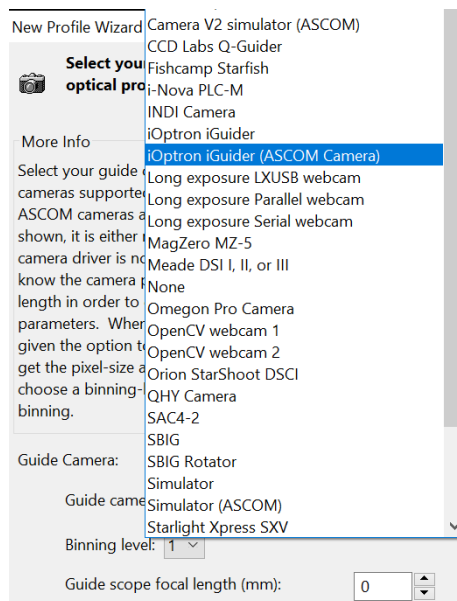 New Profile Wizard
Select your
optical pro
More Info
Select your guide
cameras supporte
ASCOM cameras a
shown, it is either
camera driver is no
know the camera
length in order to
parameters. When
given the option to
get the pixel-size a
choose a binning-
binning.
Guide Camera:
Guide came
Camera V2 simulator (ASCOM)
CCD Labs Q-Guider
Fishcamp Starfish
i-Nova PLC-M
INDI Camera
iOptron iGuider
iOptron iGuider (ASCOM Camera)
Long exposure LXUSB webcam
Long exposure Parallel webcam
Long exposure Serial webcam
MagZero MZ-5
Meade DSI I, II, or III
None
Omegon Pro Camera
OpenCV webcam 1
OpenCV webcam 2
Orion StarShoot DSCI
QHY Camera
SAC4-2
SBIG
SBIG Rotator
Simulator
Simulator (ASCOM)
Starlight Xpress SXV
Binning level: 1
Guide scope focal length (mm): 0